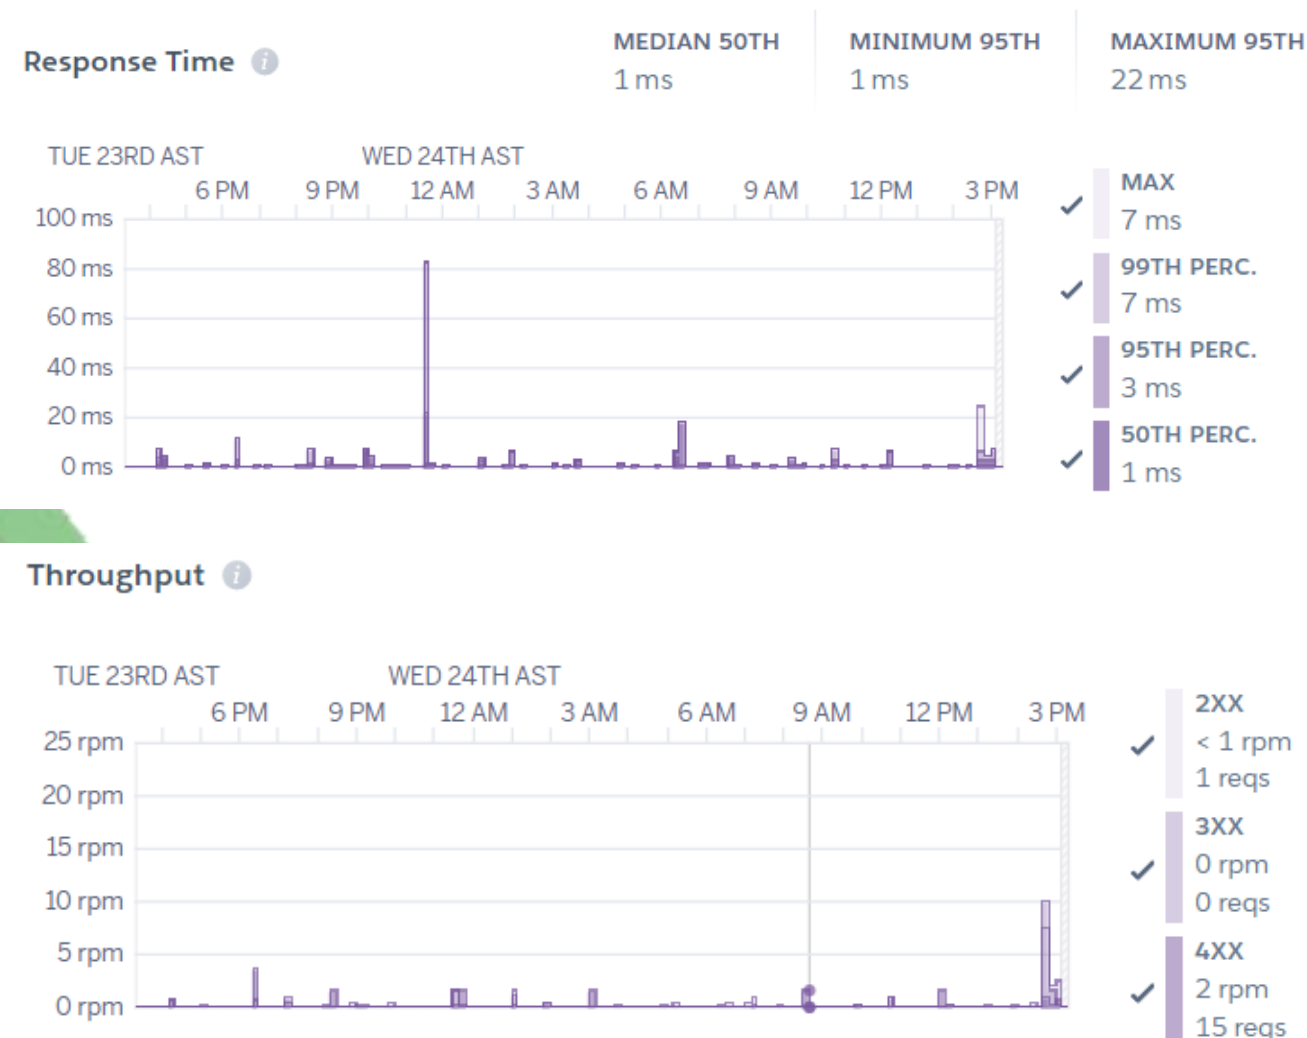 Response Time i
MEDIAN 50TH
1 ms
MINIMUM 95TH
1 ms
MAXIMUM 95TH
22 ms
TUE 23RD AST WED 24TH AST
6 PM 9 PM 12 AM 3 AM 6 AM 9 AM 12 PM 3 PM
100 ms
80 ms
60 ms
40 ms
20 ms
0 ms
MAX
7 ms
99TH PERC.
7 ms
95TH PERC.
3 ms
50TH PERC.
1 ms
Throughput i
TUE 23RD AST WED 24TH AST
6 PM 9 PM 12 AM 3 AM 6 AM 9 AM 12 PM 3 PM
25 rpm
20 rpm
15 rpm
10 rpm
5 rpm
0 rpm
2XX
< 1 rpm
1 reqs
3XX
0 rpm
0 reqs
4XX
2 rpm
15 reqs